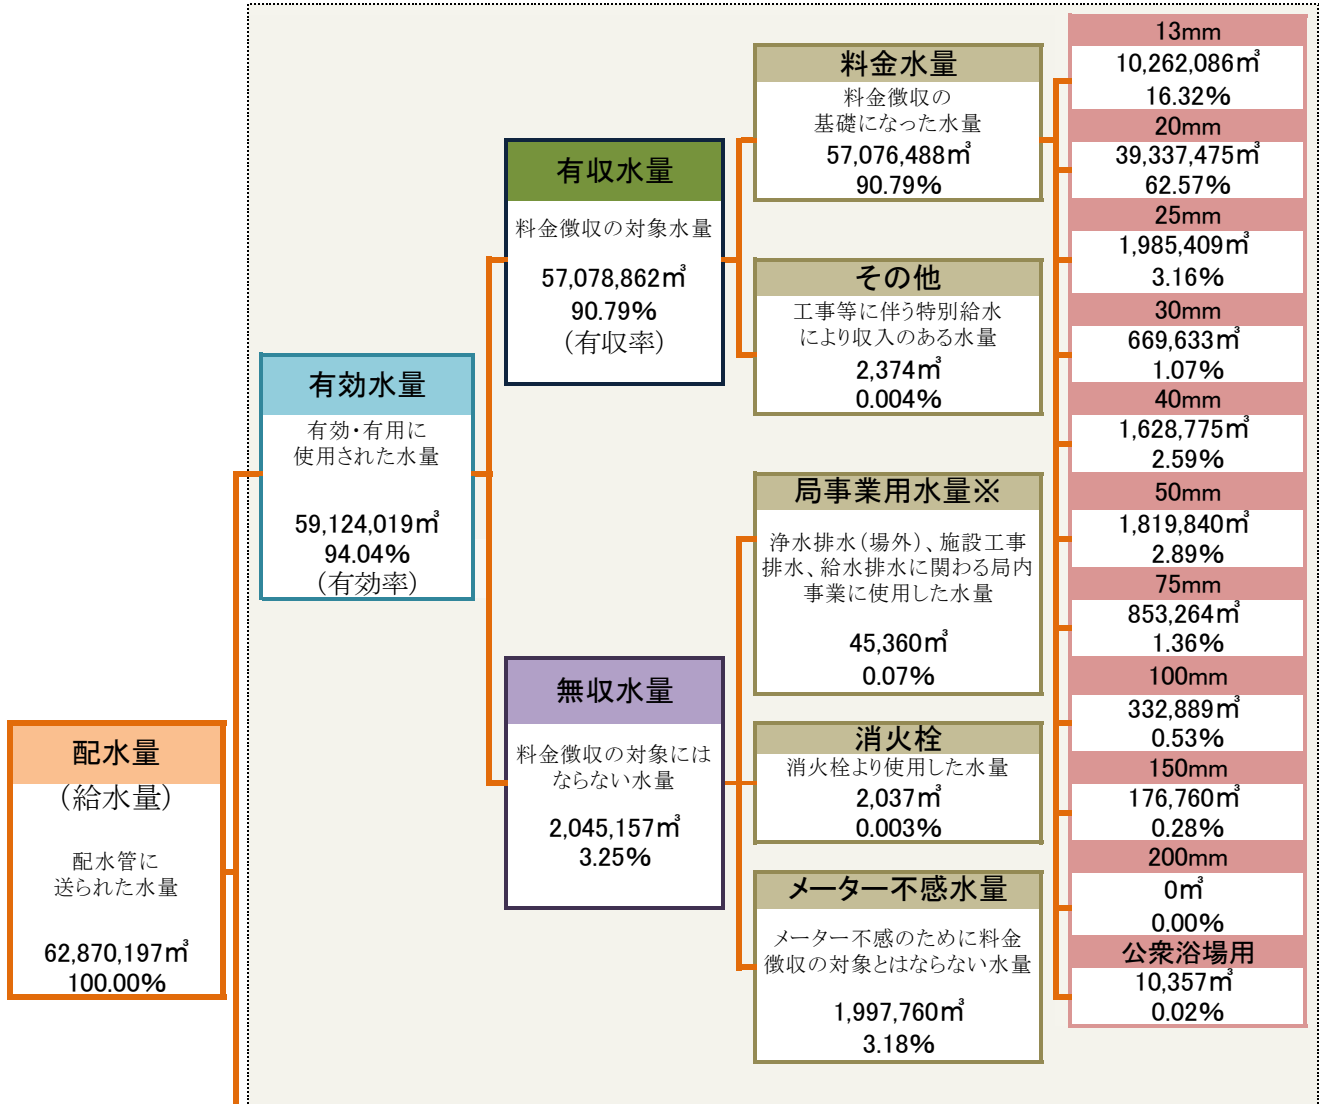 配水量
（給水量）
配水管に
送られた水量
62,870,197㎥
100.00%
有効水量
有効・有用に
使用された水量
59,124,019㎥
94.04%
（有効率）
有収水量
料金徴収の対象水量
57,078,862㎥
90.79%
（有収率）
無収水量
料金徴収の対象には
ならない水量
2,045,157㎥
3.25%
料金水量
料金徴収の
基礎になった水量
57,076,488㎥
90.79%
その他
工事等に伴う特別給水
により収入のある水量
2,374㎥
0.004%
局事業用水量※
浄水排水（場外）、施設工事
排水、給水排水に関わる局内
事業に使用した水量
45,360㎥
0.07%
消火栓
消火栓より使用した水量
2,037㎥
0.003%
メーター不感水量
メーター不感のために料金
徴収の対象とはならない水量
1,997,760㎥
3.18%
13mm
10,262,086㎥
16.32%
20mm
39,337,475㎥
62.57%
25mm
1,985,409㎥
3.16%
30mm
669,633㎥
1.07%
40mm
1,628,775㎥
2.59%
50mm
1,819,840㎥
2.89%
75mm
853,264㎥
1.36%
100mm
332,889㎥
0.53%
150mm
176,760㎥
0.28%
200mm
0㎥
0.00%
公衆浴場用
10,357㎥
0.02%